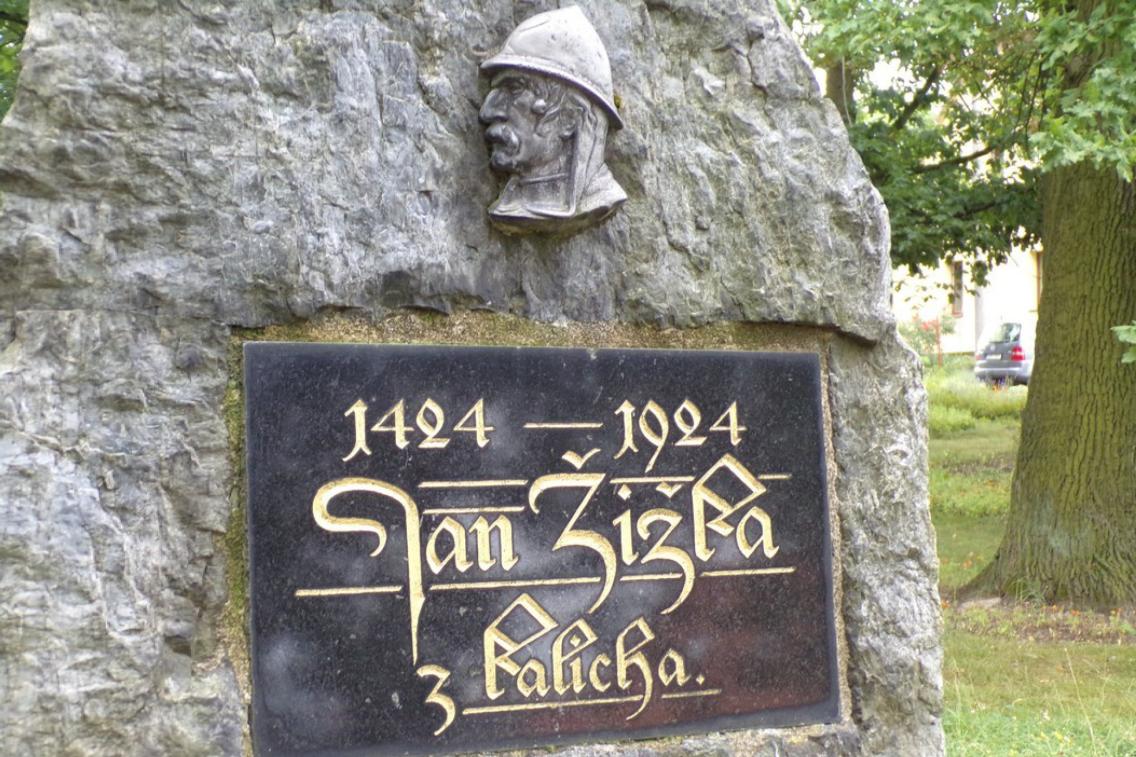 1424 — 1924
Jan Žižka
z Kalicha.